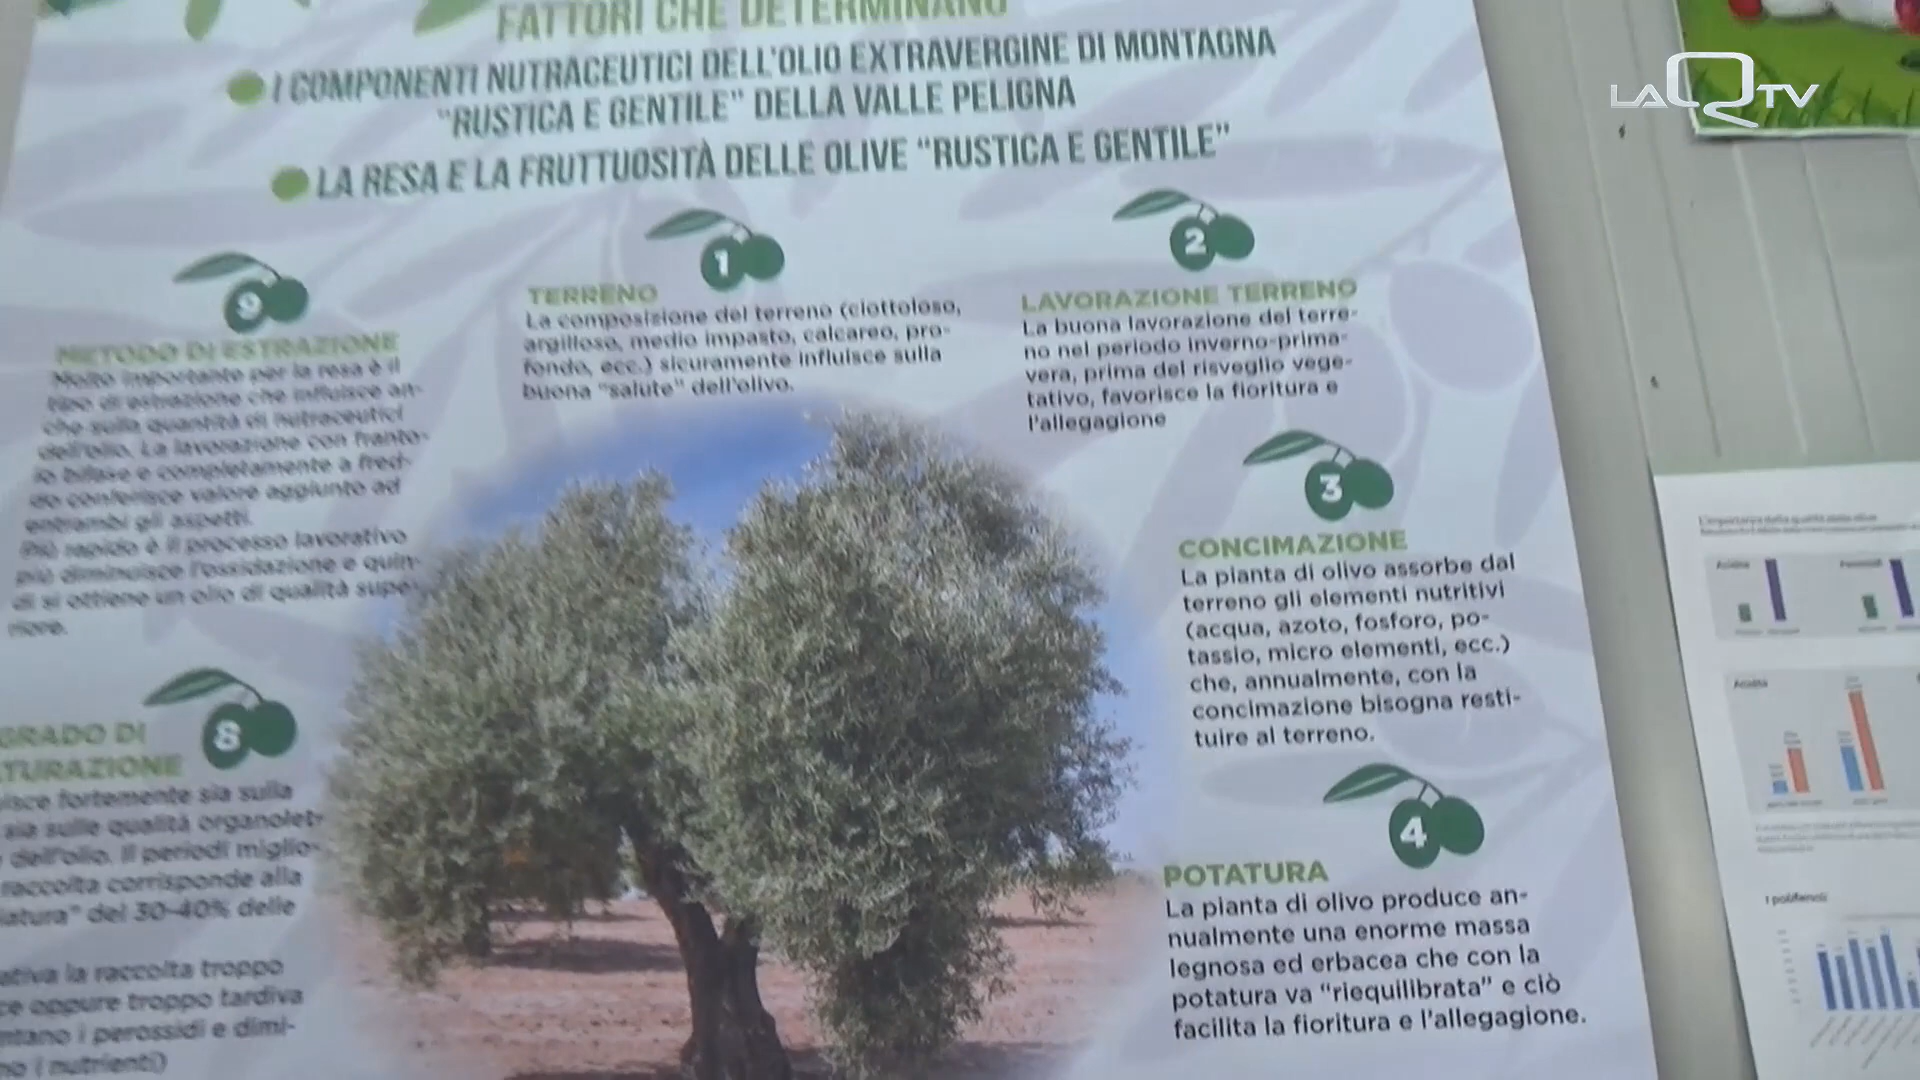 FATTORI CHE DETERMINANO
I COMPONENTI NUTRACEUTICI DELL'OLIO EXTRAVERGINE DI MONTAGNA
"RUSTICA E GENTILE" DELLA VALLE PELIGNA
LA RESA E LA FRUTTUOSITÀ DELLE OLIVE "RUSTICA E GENTILE"
LAQTV
1
TERRENO
La composizione del terreno (ciottoloso,
argilloso, medio impasto, calcareo, pro-
fondo, ecc.) sicuramente influisce sulla
buona "salute" dell'olivo.
2
LAVORAZIONE TERRENO
La buona lavorazione del terre-
no nel periodo inverno-prima-
vera, prima del risveglio vege-
tativo, favorisce la fioritura e
l'allegagione
3
CONCIMAZIONE
La pianta di olivo assorbe dal
terreno gli elementi nutritivi
(acqua, azoto, fosforo, po-
tassio, micro elementi, ecc.)
che, annualmente, con la
concimazione bisogna resti-
tuire al terreno.
4
POTATURA
La pianta di olivo produce an-
nualmente una enorme massa
legnosa ed erbacea che con la
potatura va "riequilibrata" e ciò
facilita la fioritura e l'allegagione.
9
METODO DI ESTRAZIONE
Molto importante per la resa è il
tipo di estrazione che influisce an-
che sulla quantità di nutraceutici
dell'olio. La lavorazione con franto-
io bifase e completamente a fred-
do conferisce valore aggiunto ad
entrambi gli aspetti.
Più rapido è il processo lavorativo
più diminuisce l'ossidazione e quin-
di si ottiene un olio di qualità supe-
riore.
8
GRADO DI
TURAZIONE
isce fortemente sia sulla
sia sulle qualità organolet-
dell'olio. Il periodi miglio-
raccolta corrisponde alla
atura" del 30-40% delle
ativa la raccolta troppo
ce oppure troppo tardiva
ntano i perossidi e dimi-
no i nutrienti)
L'importanza della qualità delle olive
Acidità
I polifenoli